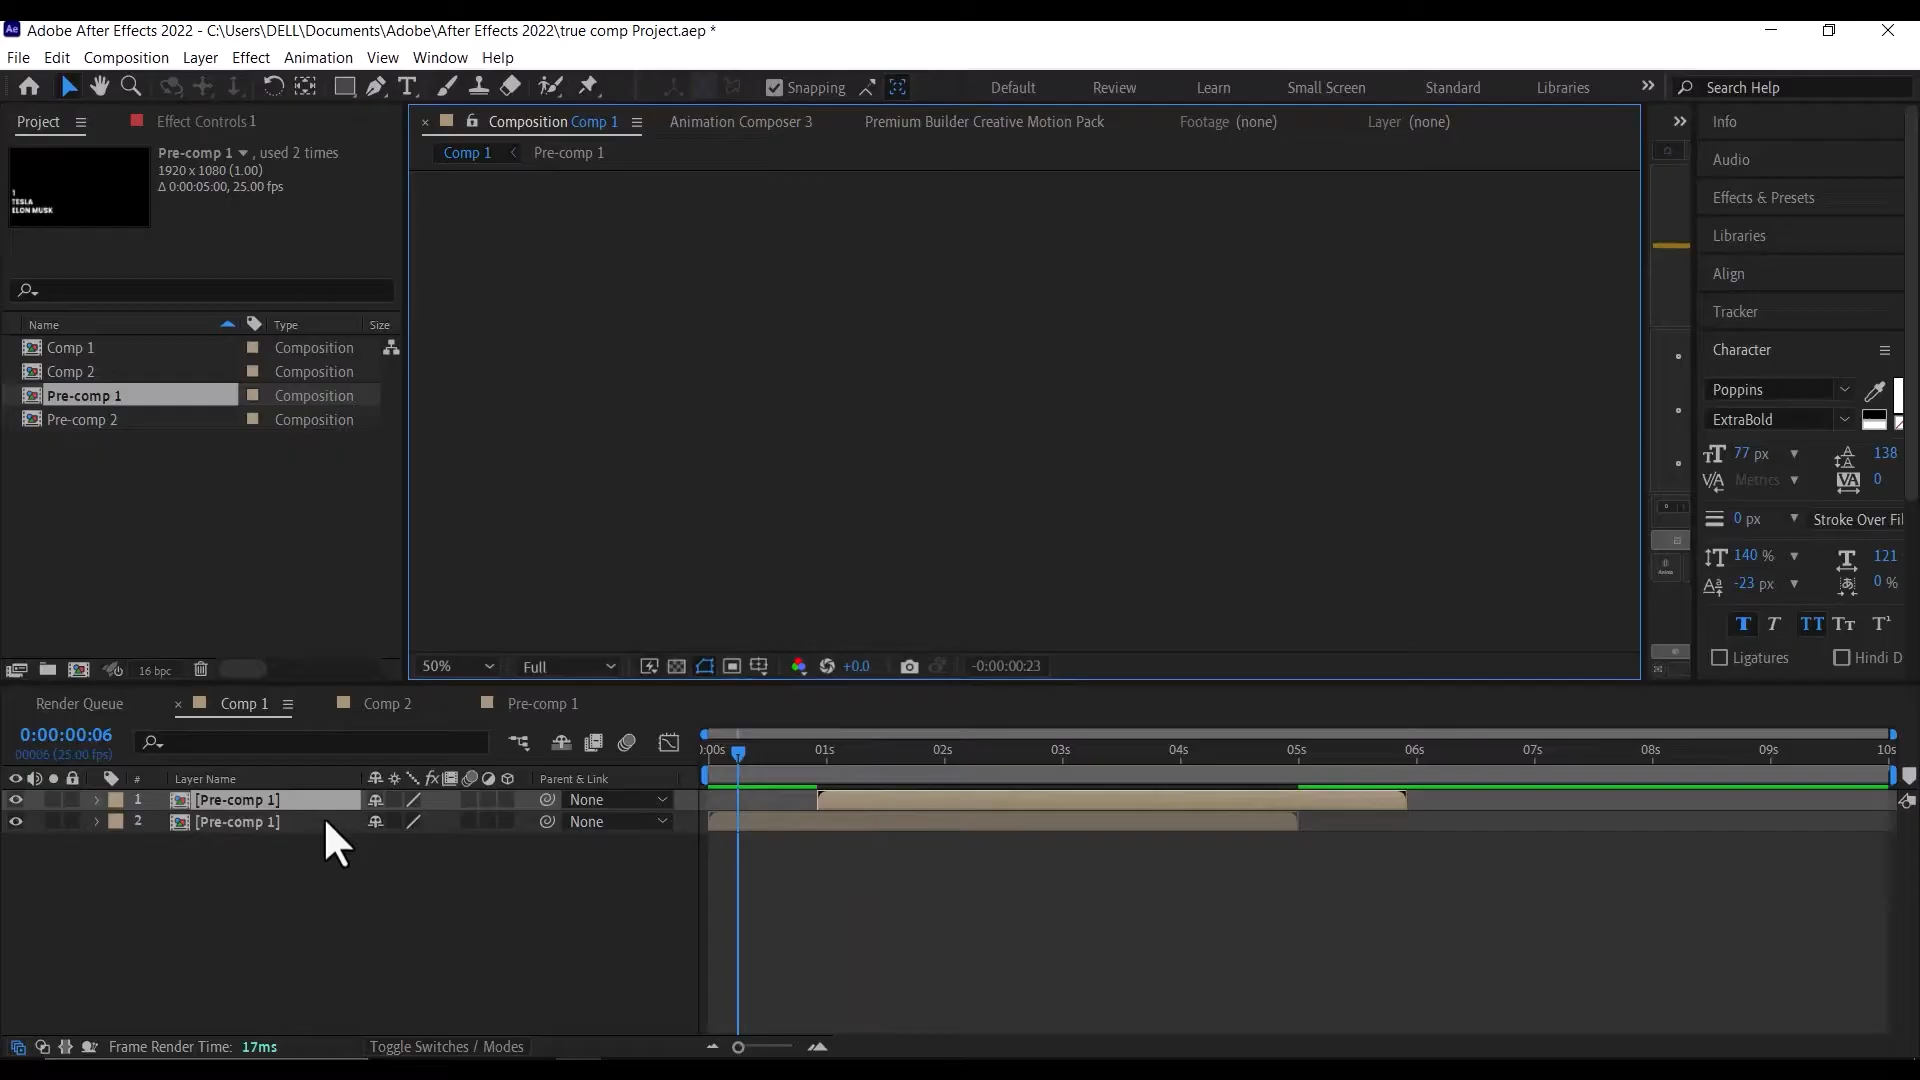 Ae Adobe After Effects 2022 - C:\Users\DELL\Documents\Adobe\After Effects 2022\true comp Project.aep *
File Edit Composition Layer Effect Animation View Window Help
Snapping Default Review Learn Small Screen Standard Libraries Search Help
Project Effect Controls 1 Composition Comp 1 Animation Composer 3 Premium Builder Creative Motion Pack Footage (none) Layer (none) Info
Pre-comp 1 , used 2 times Comp 1 Pre-comp 1
1920 x 1080 (1.00) Audio
Δ 0:00:05:00, 25.00 fps
1
TESLA
ELON MUSK
Effects & Presets
Libraries
Align
Tracker
Name Type Size
Comp 1 Composition Character
Comp 2 Composition
Pre-comp 1 Composition Poppins
Pre-comp 2 Composition ExtraBold
77 px 138
Metrics 0
0 px Stroke Over Fil
140 % 121
-23 px 0 %
T T TT Tt T¹
Ligatures Hindi D
16 bpc 50% Full +0.0 -0:00:00:23
Render Queue Comp 1 Comp 2 Pre-comp 1
0:00:00:06
00006 (25.00 fps)
):00s 01s 02s 03s 04s 05s 06s 07s 08s 09s 10s
# Layer Name fx Parent & Link
1 [Pre-comp 1] None
2 [Pre-comp 1] None
Frame Render Time: 17ms Toggle Switches / Modes